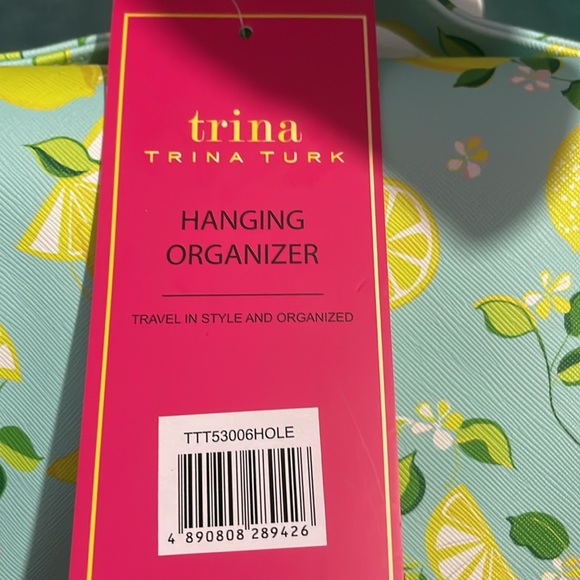 trina
TRINA TURK
HANGING
ORGANIZER
TRAVEL IN STYLE AND ORGANIZED
TTT53006HOLE
4 890808 289426